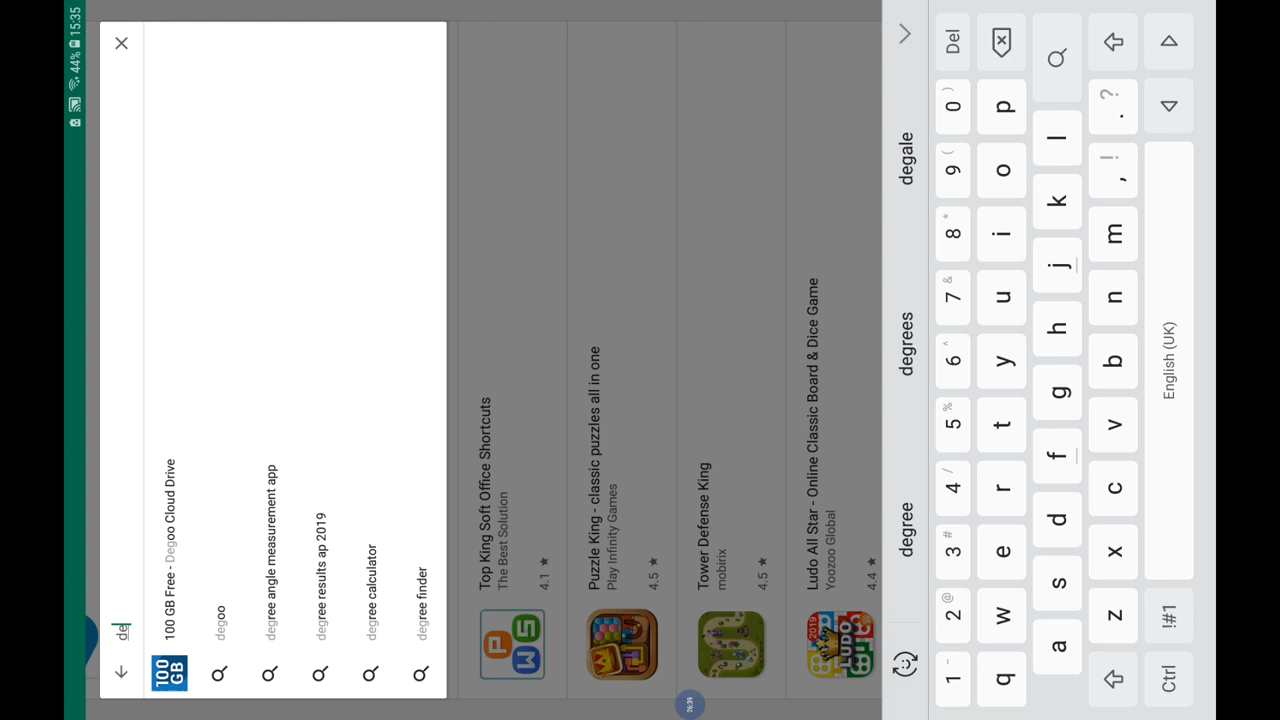 44% 15:35
de
100 GB Free - Degoo Cloud Drive
degoo
degree angle measurement app
degree results ap 2019
degree calculator
degree finder
100
GB
Top King Soft Office Shortcuts
The Best Solution
4.1 ★
P
S
W
Puzzle King - classic puzzles all in one
Play Infinity Games
4.5 ★
Tower Defense King
mobirix
4.5 ★
Ludo All Star - Online Classic Board & Dice Game
Yoozoo Global
4.4 ★
2019
LUDO
degree degrees degale
1 - 2 @ 3 # 4 / 5 % 6 ^ 7 & 8 * 9 ( 0 ) Del
q w e r t y u i o p
a s d f g h j k l
z x c v b n m , ! . ?
Ctrl !#1 English (UK)